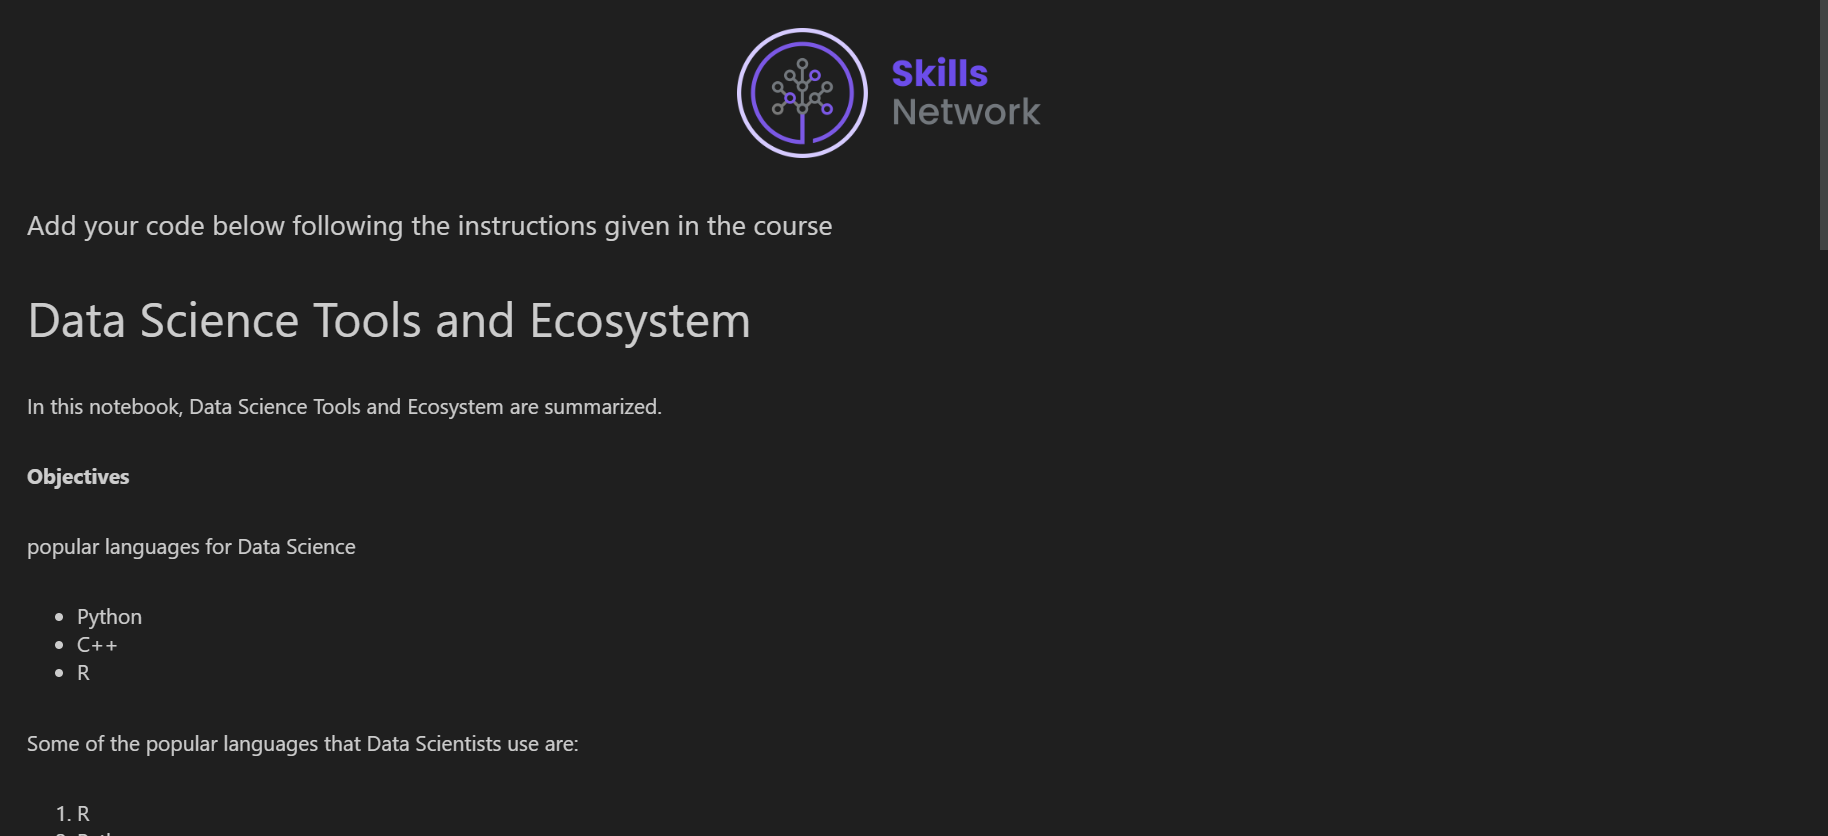 Skills
Network
Add your code below following the instructions given in the course
Data Science Tools and Ecosystem
In this notebook, Data Science Tools and Ecosystem are summarized.
Objectives
popular languages for Data Science
• Python
• C++
• R
Some of the popular languages that Data Scientists use are:
1. R